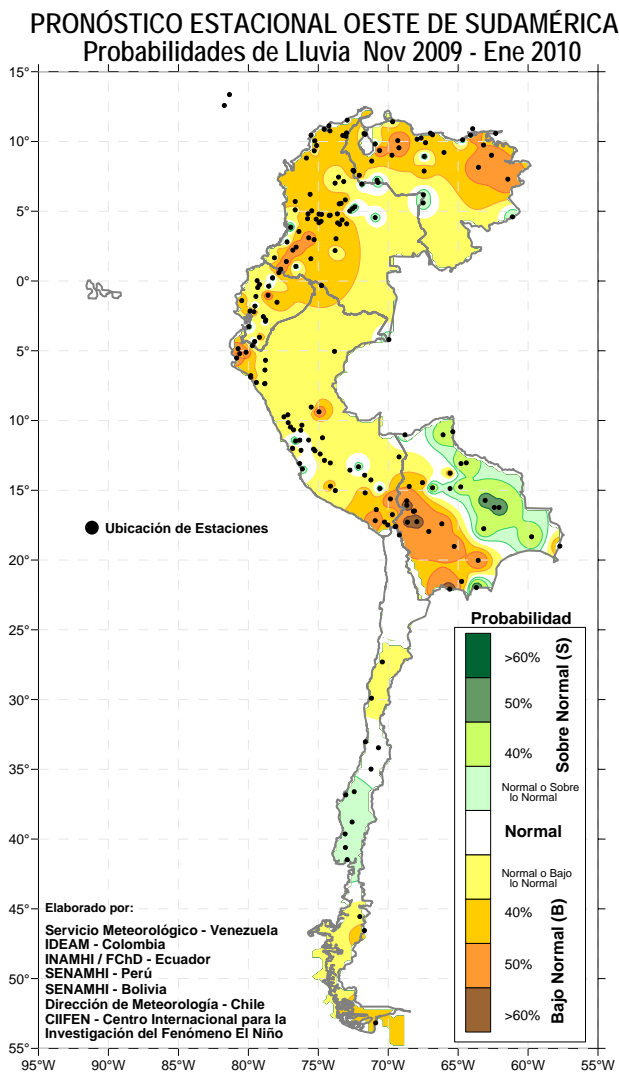 PRONÓSTICO ESTACIONAL OESTE DE SUDAMÉRICA
Probabilidades de Lluvia Nov 2009 - Ene 2010
15°
10°
5°
0°
5°
10°
15°
20°
25°
30°
35°
40°
45°
50°
55°
95°W
90°W
85°W
80°W
75°W
70°W
65°W
60°W
55°W
Ubicación de Estaciones
Probabilidad
>60%
50%
40%
Normal o Sobre
lo Normal
Normal
Normal o Bajo
lo Normal
40%
50%
>60%
Sobre Normal (S)
Bajo Normal (B)
Elaborado por:
Servicio Meteorológico - Venezuela
IDEAM - Colombia
INAMHI / FChD - Ecuador
SENAMHI - Perú
SENAMHI - Bolivia
Dirección de Meteorología - Chile
CIIFEN - Centro Internacional para la
Investigación del Fenómeno El Niño